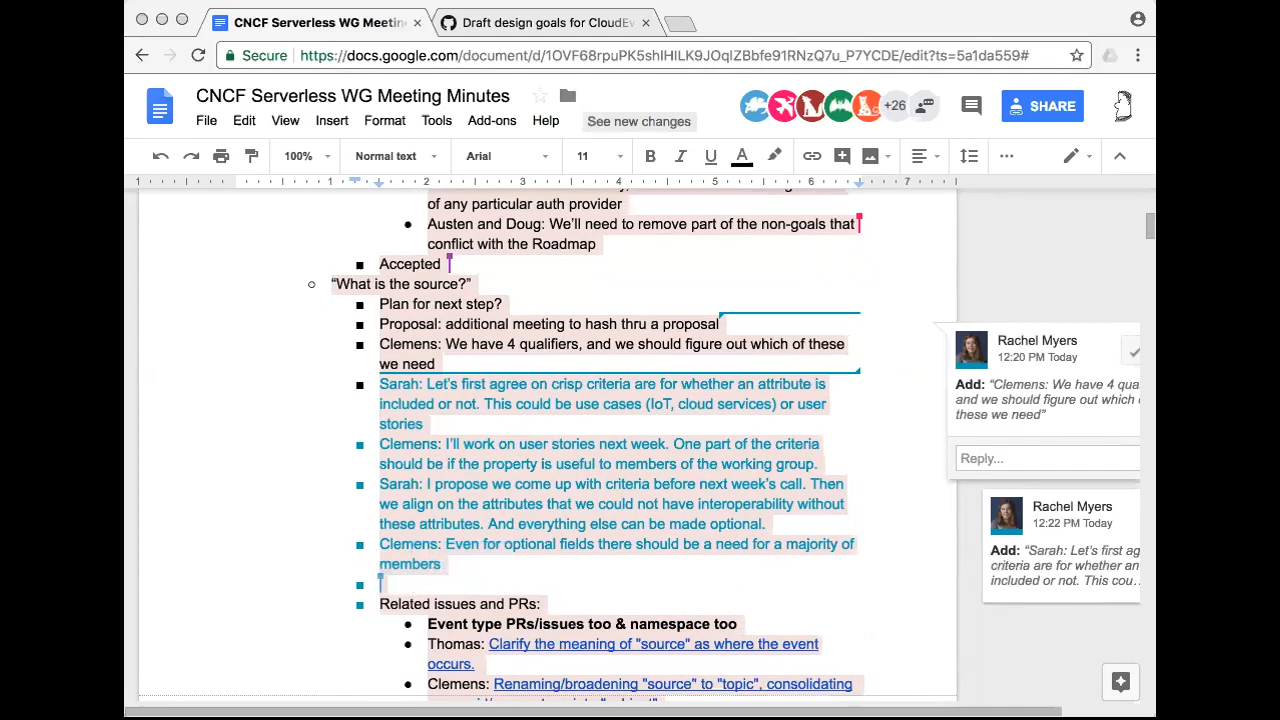 CNCF Serverless WG Meetin
Draft design goals for CloudEv
Secure
https://docs.google.com/document/d/1OVF68rpuPK5shlHILK9JOqlZBbfe91RNzQ7u_P7YCDE/edit?ts=5a1da559#
CNCF Serverless WG Meeting Minutes
+26
SHARE
File Edit View Insert Format Tools Add-ons Help See new changes
100% Normal text Arial 11 B I U A
1 1 2 3 4 5 6 7
of any particular auth provider
Austen and Doug: We'll need to remove part of the non-goals that
conflict with the Roadmap
Accepted
“What is the source?”
Plan for next step?
Proposal: additional meeting to hash thru a proposal
Clemens: We have 4 qualifiers, and we should figure out which of these
we need
Sarah: Let's first agree on crisp criteria are for whether an attribute is
included or not. This could be use cases (IoT, cloud services) or user
stories
Clemens: I'll work on user stories next week. One part of the criteria
should be if the property is useful to members of the working group.
Sarah: I propose we come up with criteria before next week's call. Then
we align on the attributes that we could not have interoperability without
these attributes. And everything else can be made optional.
Clemens: Even for optional fields there should be a need for a majority of
members
Related issues and PRs:
Event type PRs/issues too & namespace too
Thomas: Clarify the meaning of "source" as where the event
occurs.
Clemens: Renaming/broadening "source" to "topic", consolidating
Rachel Myers
12:20 PM Today
Add: “Clemens: We have 4 qua
and we should figure out which
these we need”
Reply...
Rachel Myers
12:22 PM Today
Add: “Sarah: Let's first ag
criteria are for whether an
included or not. This cou…